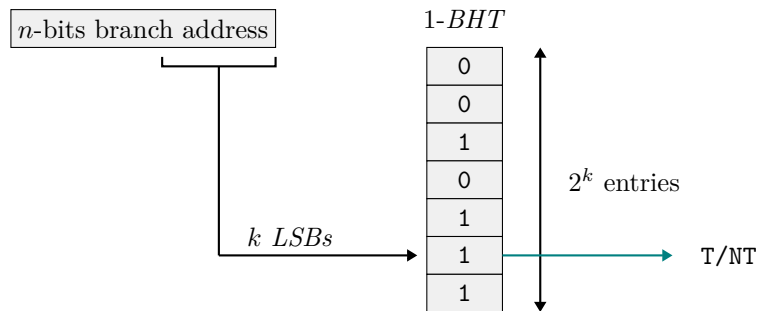 n-bits branch address
1-BHT
0
0
1
0
2^k entries
1
k LSBs
1
T/NT
1